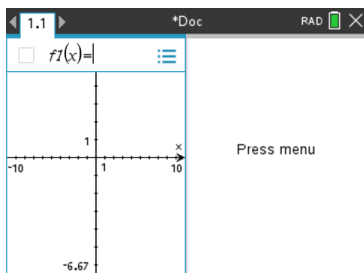 1.1 *Doc RAD
f1(x)=
1
x
-10 1 10
Press menu
-6.67